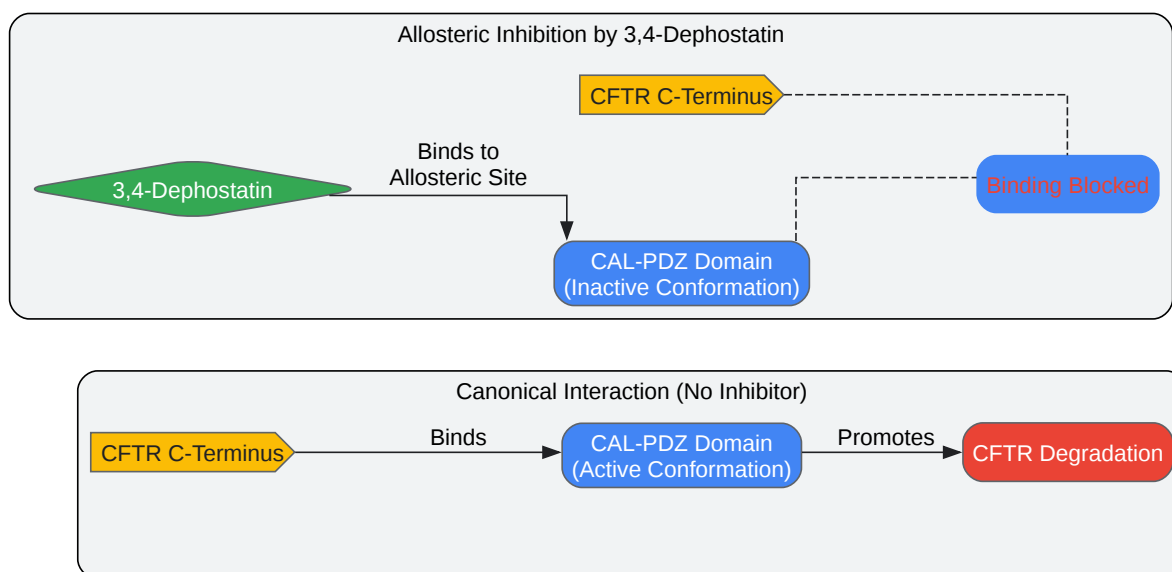 Allosteric Inhibition by 3,4-Dephostatin
CFTR C-Terminus
Binds to
Allosteric Site
3,4-Dephostatin
Binding Blocked
CAL-PDZ Domain
(Inactive Conformation)
Canonical Interaction (No Inhibitor)
CFTR C-Terminus
Binds
CAL-PDZ Domain
(Active Conformation)
Promotes
CFTR Degradation